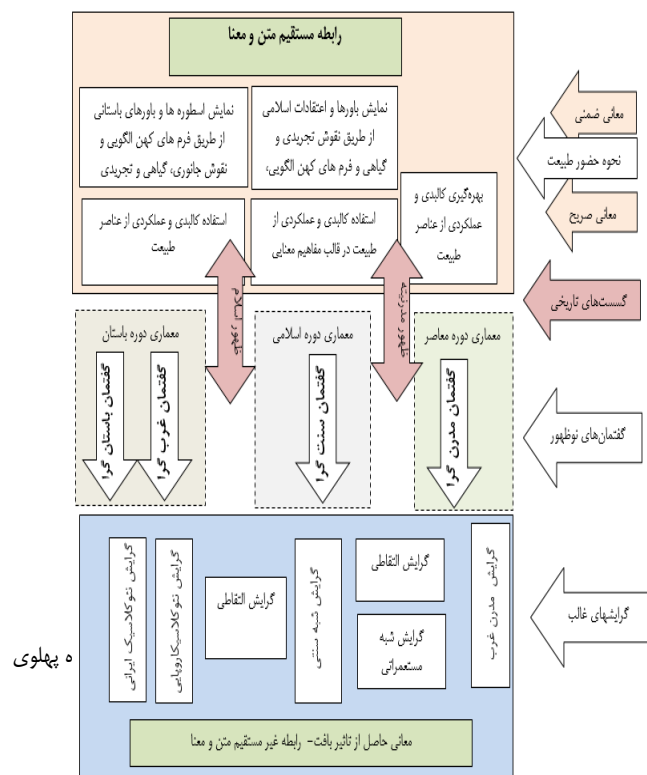 رابطه مستقیم متن و معنا
نمایش باورها و اعتقادات اسلامی
از طریق نقوش تجریدی و
گیاهی و فرم های کهن الگویی،
نمایش اسطوره ها و باورهای باستانی
از طریق فرم های کهن الگویی و
نقوش جانوری، گیاهی و تجریدی
بهره‌گیری کالبدی و
عملکردی از عناصر
طبیعت
استفاده کالبدی و عملکردی از
طبیعت در قالب مفاهیم معنایی
استفاده کالبدی و عملکردی از عناصر
طبیعت
معانی ضمنی
نحوه حضور طبیعت
معانی صریح
گسست‌های تاریخی
ظهور مدرنیته
ظهور اسلام
معماری دوره معاصر
معماری دوره اسلامی
معماری دوره باستان
گفتمان مدرن گرا
گفتمان سنت گرا
گفتمان غرب گرا
گفتمان باستان گرا
گفتمان‌های نوظهور
گرایش مدرن غرب
گرایش التقاطی
گرایش شبه
مستعمراتی
گرایش شبه سنتی
گرایش التقاطی
گرایش نئوکلاسیکاروپایی
گرایش نئوکلاسیک ایرانی
گرایشهای غالب
ه پهلوی
معانی حاصل از تاثیر بافت- رابطه غیر مستقیم متن و معنا